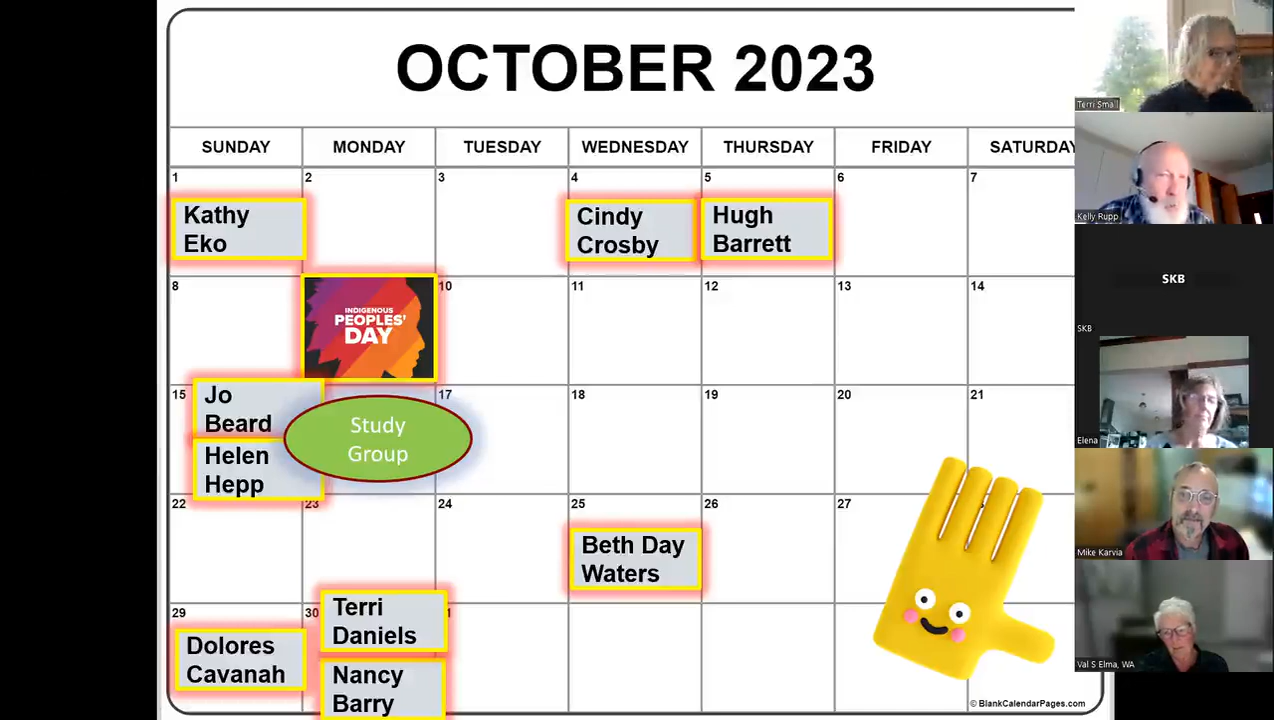 OCTOBER 2023
SUNDAY MONDAY TUESDAY WEDNESDAY THURSDAY FRIDAY SATURDAY
1 2 3 4 5 6 7
Kathy
Eko
Cindy
Crosby
Hugh
Barrett
8 10 11 12 13 14
INDIGENOUS
PEOPLES'
DAY
15 17 18 19 20 21
Jo
Beard
Helen
Hepp
Study
Group
22 23 24 25 26 27
Beth Day
Waters
29 30
Dolores
Cavanah
Terri
Daniels
Nancy
Barry
© BlankCalendarPages.com
Terri Small
Kelly Rupp
SKB
SKB
Elena
Mike Karvia
Val S Elma, WA